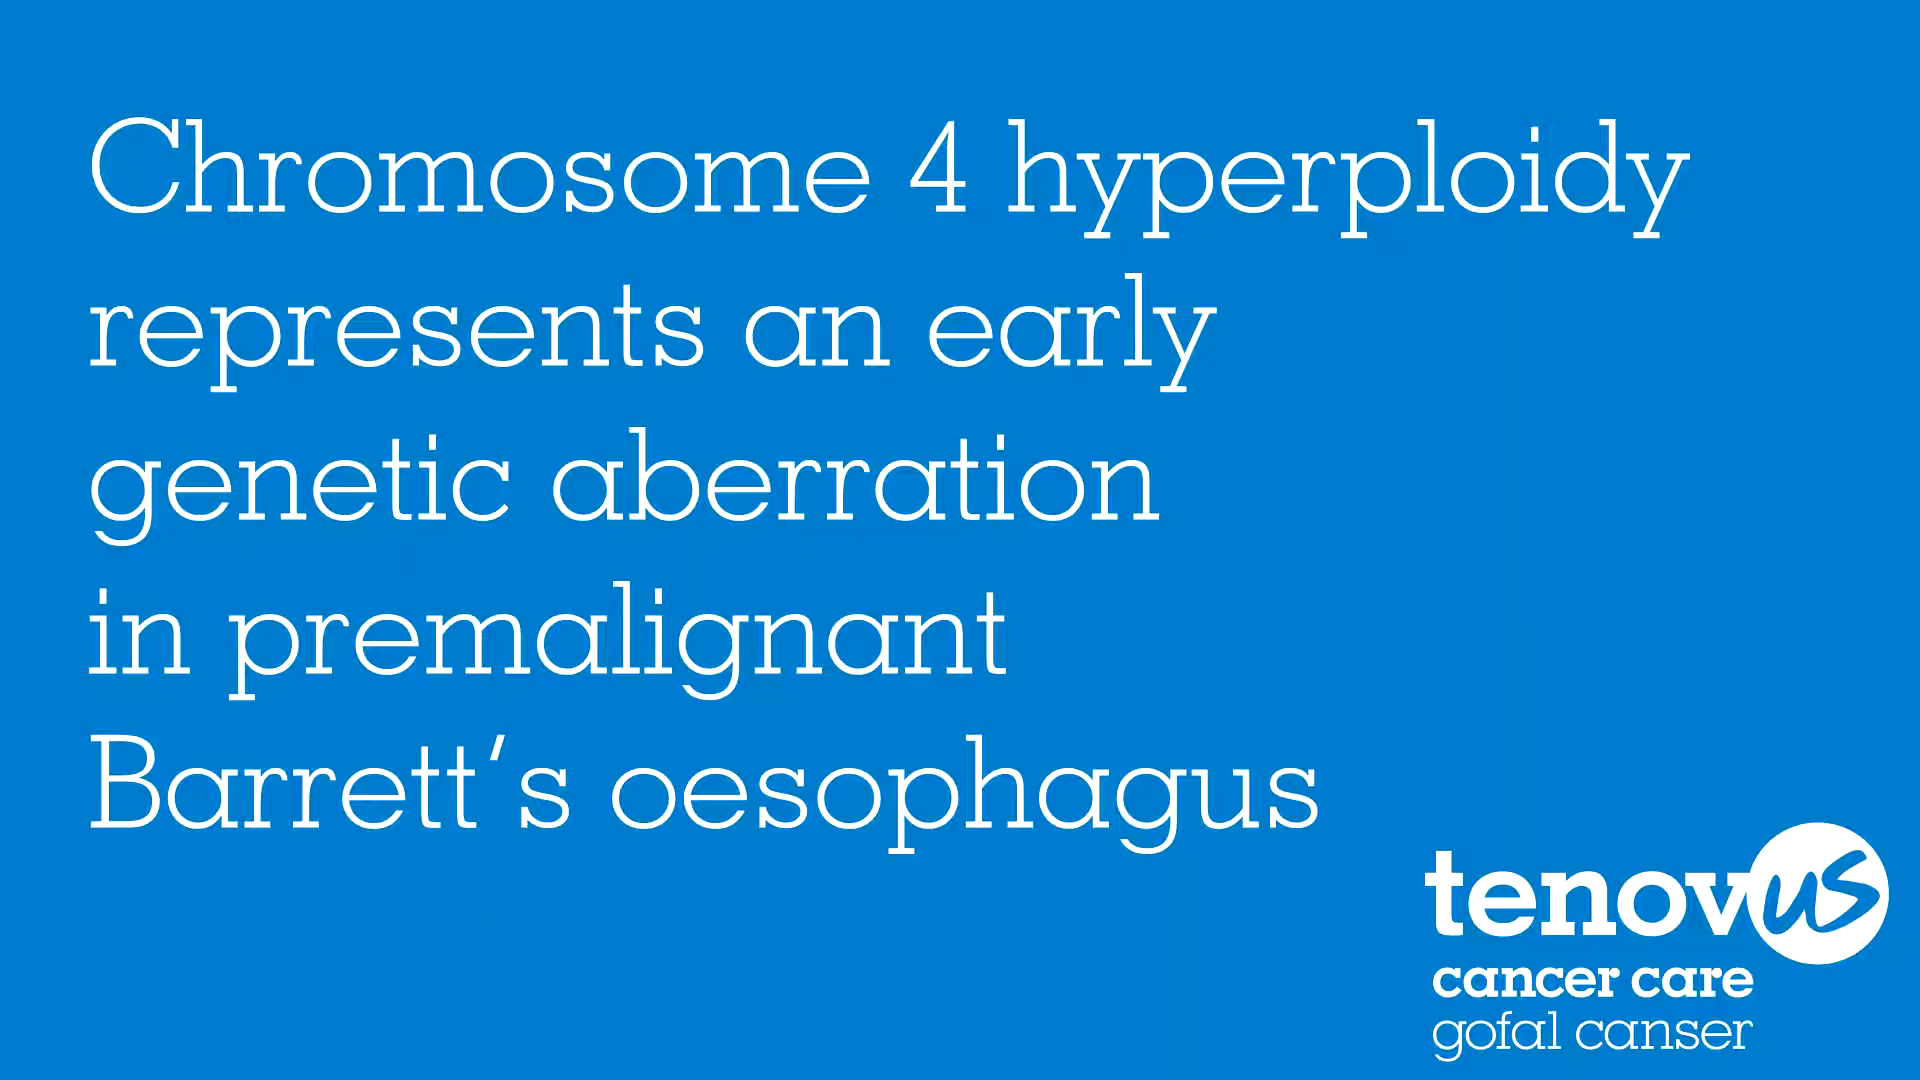 Chromosome 4 hyperploidy
represents an early
genetic aberration
in premalignant
Barrett's oesophagus
tenovus
cancer care
gofal canser